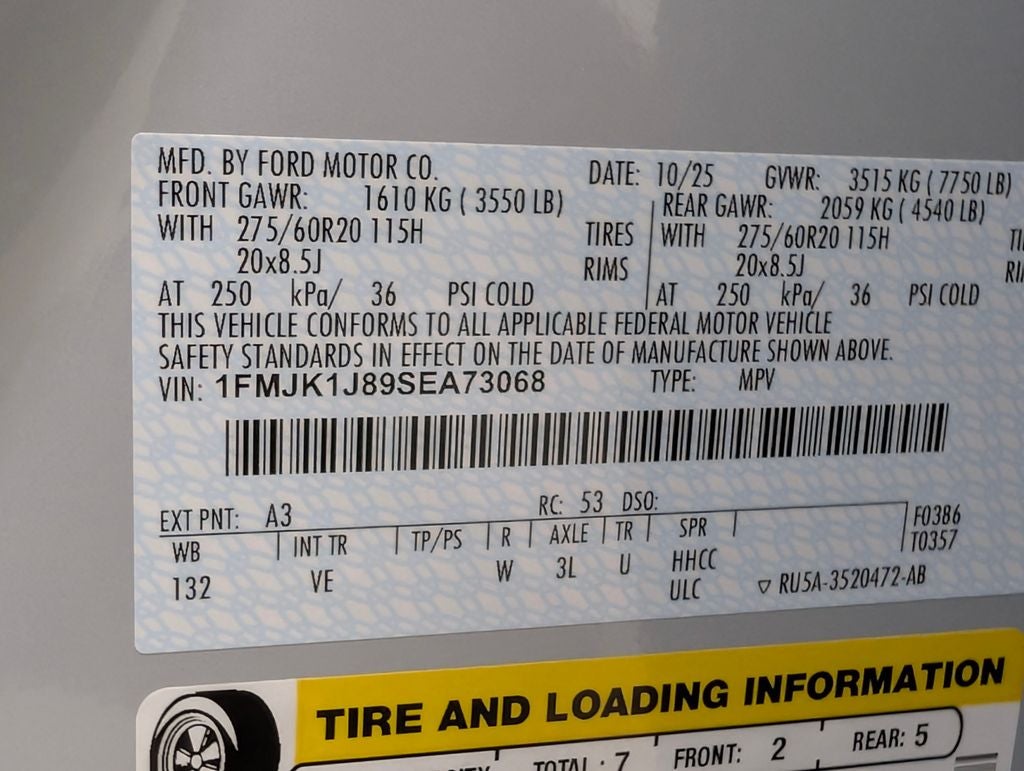 MFD. BY FORD MOTOR CO. DATE: 10/25 GVWR: 3515 KG ( 7750 LB)
FRONT GAWR: 1610 KG ( 3550 LB) REAR GAWR: 2059 KG ( 4540 LB)
WITH 275/60R20 115H TIRES WITH 275/60R20 115H
20x8.5J RIMS 20x8.5J
AT 250 kPa/ 36 PSI COLD AT 250 kPa/ 36 PSI COLD
THIS VEHICLE CONFORMS TO ALL APPLICABLE FEDERAL MOTOR VEHICLE
SAFETY STANDARDS IN EFFECT ON THE DATE OF MANUFACTURE SHOWN ABOVE.
VIN: 1FMJK1J89SEA73068 TYPE: MPV
EXT PNT: A3 RC: 53 DSO:
WB INT TR TP/PS R AXLE TR SPR F0386
T0357
132 VE W 3L U HHCC
ULC ▽ RU5A-3520472-AB
TIRE AND LOADING INFORMATION
TOTAL : 7 FRONT: 2 REAR: 5